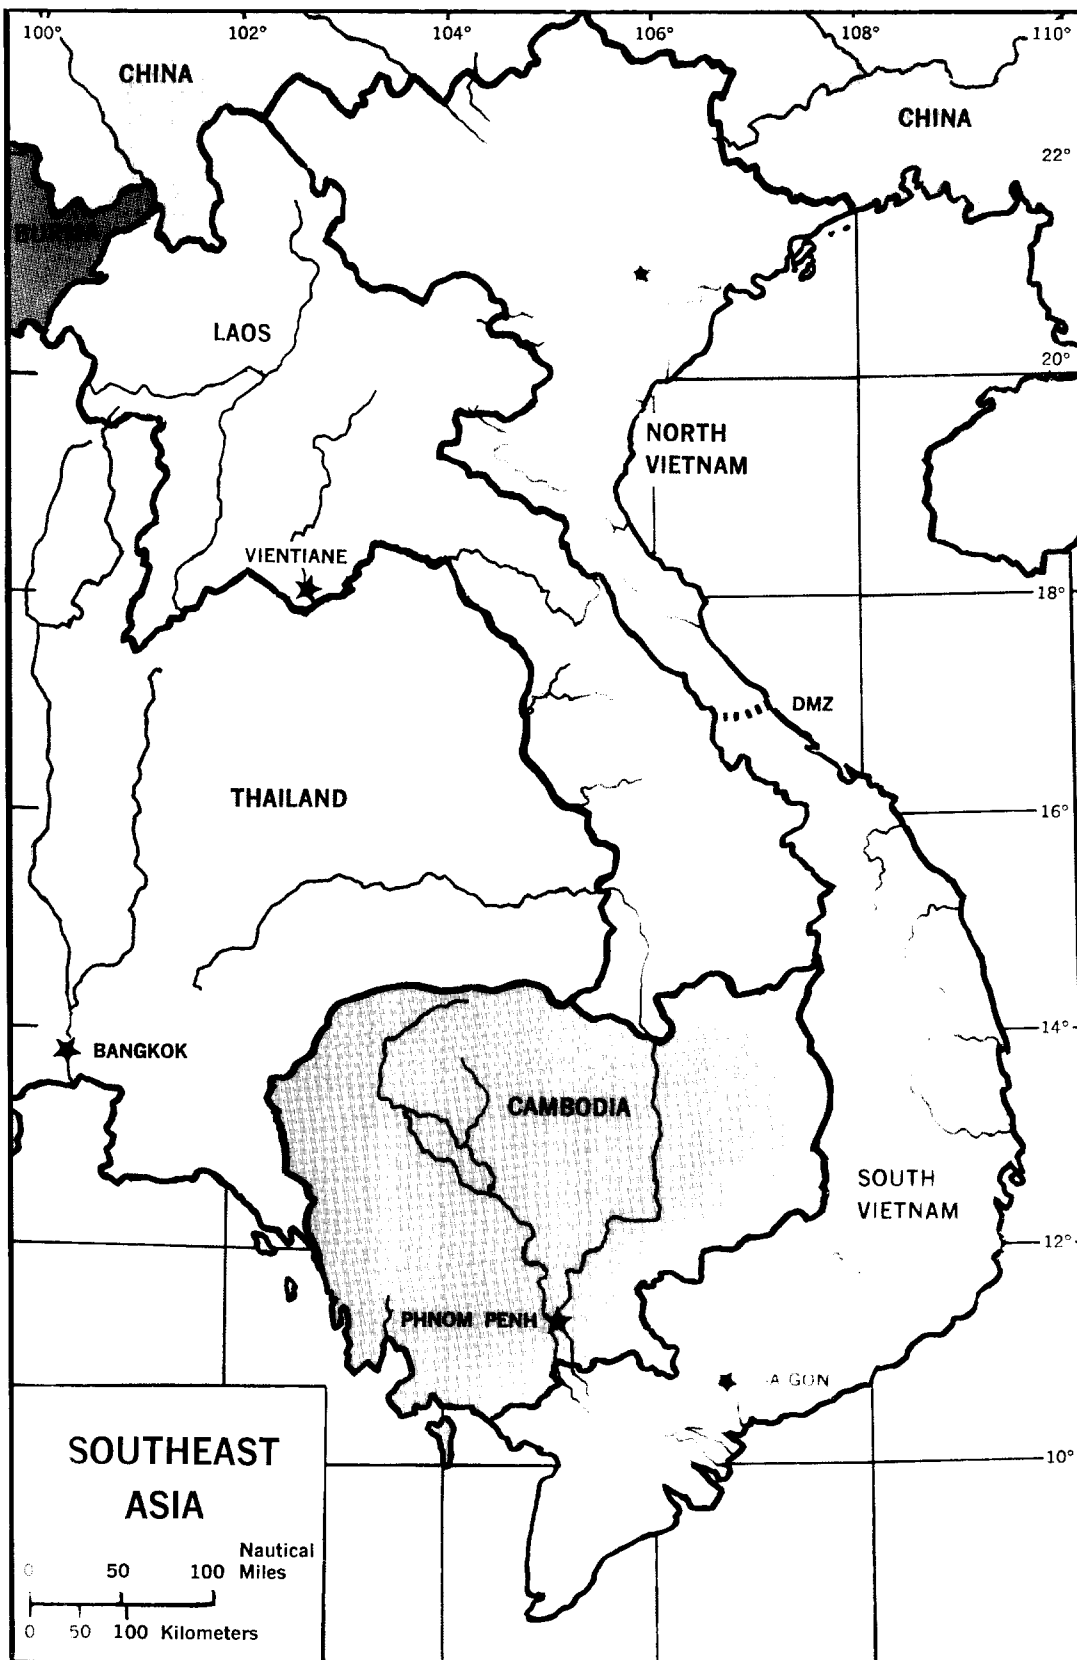 100° 102° 104° 106° 108° 110°
CHINA
CHINA
22°
BURMA
LAOS
20°
NORTH
VIETNAM
VIENTIANE
18°
DMZ
THAILAND
16°
14°
BANGKOK
CAMBODIA
SOUTH
VIETNAM
12°
PHNOM PENH
A GON
10°
SOUTHEAST
ASIA
Nautical
0 50 100 Miles
0 50 100 Kilometers